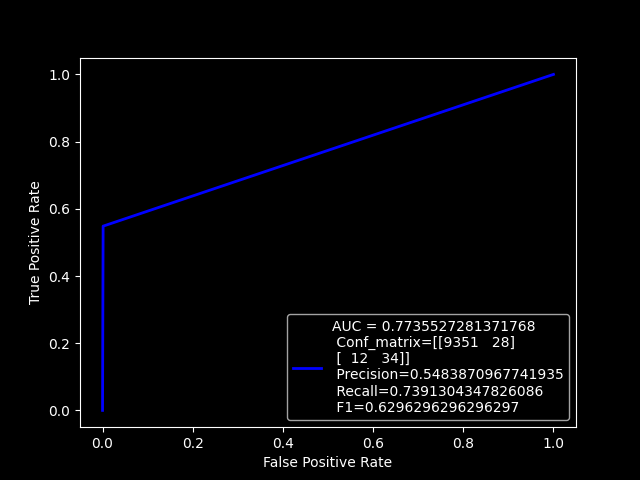 1.0
0.8
0.6
0.4
0.2
0.0
True Positive Rate
AUC = 0.7735527281371768
Conf_matrix=[[9351 28]
[ 12 34]]
Precision=0.5483870967741935
Recall=0.7391304347826086
F1=0.6296296296296297
0.0 0.2 0.4 0.6 0.8 1.0
False Positive Rate